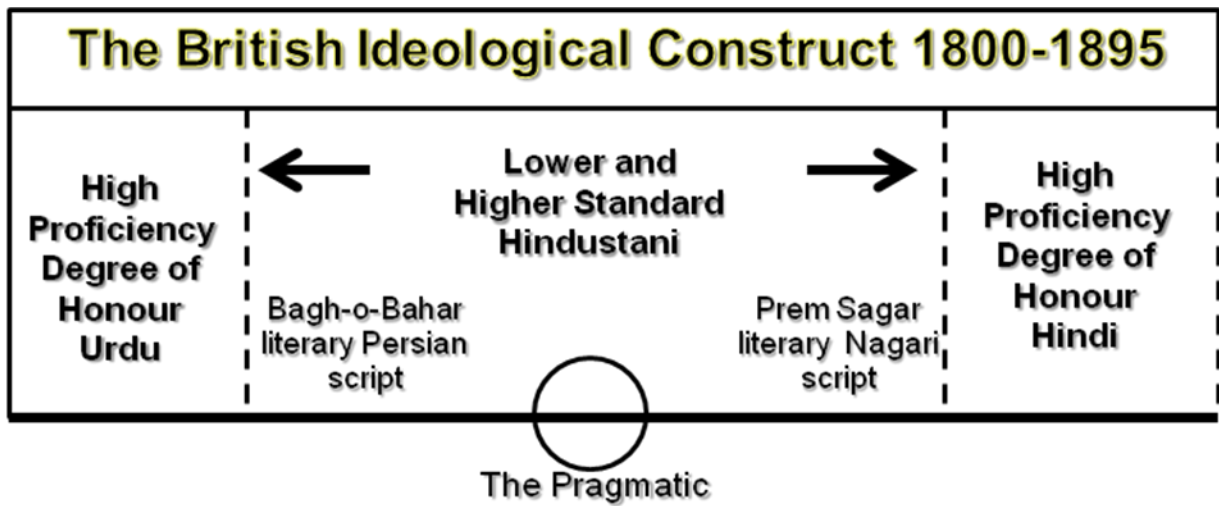 The British Ideological Construct 1800-1895
High
Proficiency
Degree of
Honour
Urdu
Lower and
Higher Standard
Hindustani
Bagh-o-Bahar
literary Persian
script
Prem Sagar
literary Nagari
script
High
Proficiency
Degree of
Honour
Hindi
The Pragmatic